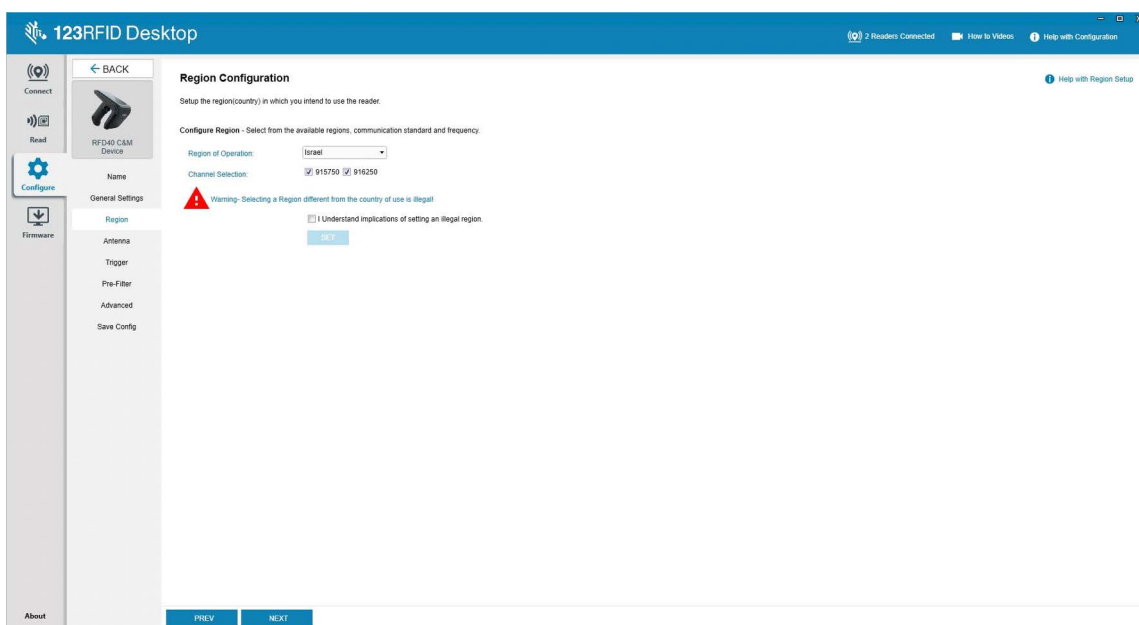 123RFID Desktop
2 Readers Connected
How to Videos
Help with Configuration
Connect
Read
Configure
Firmware
About
BACK
RFD40 C&M
Device
Name
General Settings
Region
Antenna
Trigger
Pre-Filter
Advanced
Save Config
Region Configuration
Help with Region Setup
Setup the region(country) in which you intend to use the reader.
Configure Region - Select from the available regions, communication standard and frequency.
Region of Operation: Israel
Channel Selection: 915750 916250
Warning- Selecting a Region different from the country of use is illegal!
I Understand implications of setting an illegal region.
SET
PREV NEXT